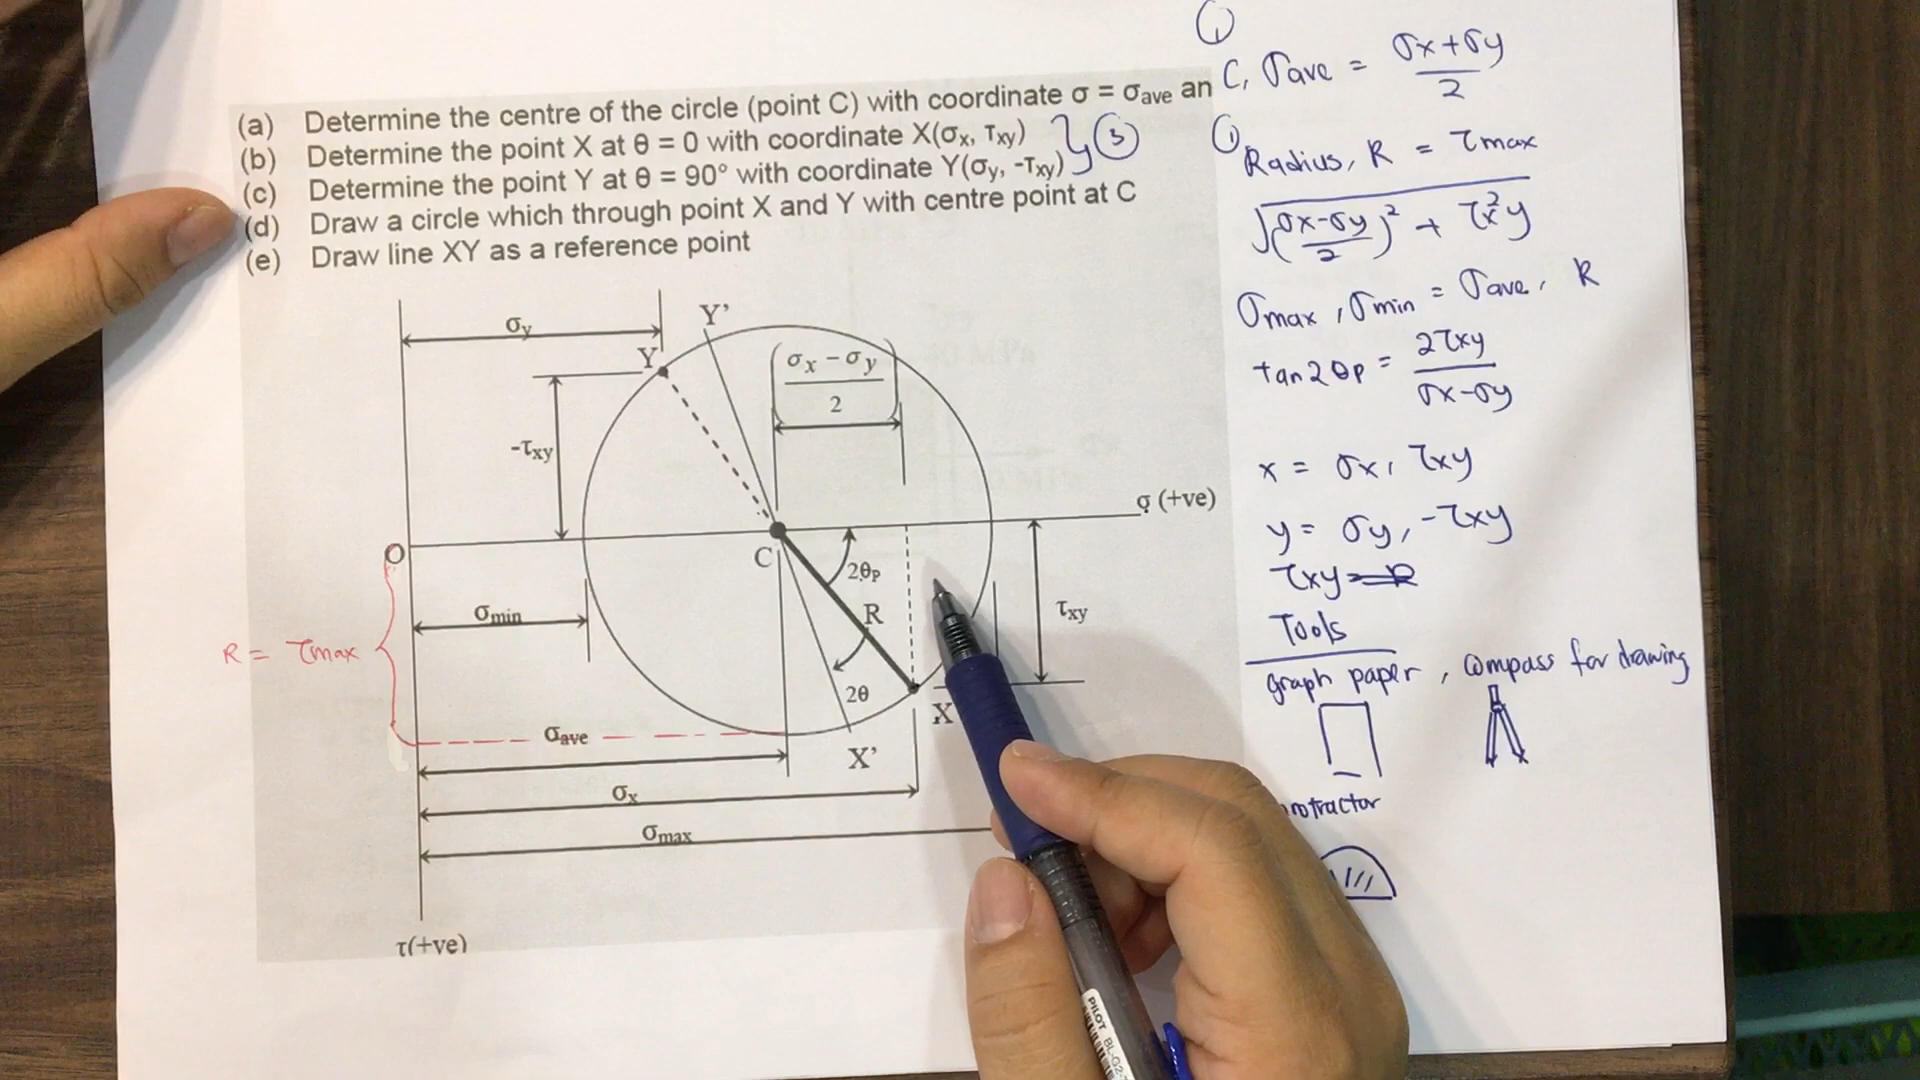 (a) Determine the centre of the circle (point C) with coordinate σ = σave an
(b) Determine the point X at θ = 0 with coordinate X(σx, τxy)
(c) Determine the point Y at θ = 90° with coordinate Y(σy, -τxy)
3
(d) Draw a circle which through point X and Y with centre point at C
(e) Draw line XY as a reference point
σy
Y'
Y
(σx - σy / 2)
-τxy
σ (+ve)
O
C
2θP
R
τxy
σmin
R = τmax
2θ
X
σave
X'
σx
σmax
τ(+ve)
1
C, σave = σx+σy / 2
1
Radius, R = τmax
√(σx-σy / 2)² + τ²xy
σmax, σmin = σave, R
tan2θp = 2τxy / σx-σy
x = σx, τxy
y = σy, -τxy
τxy = R
Tools
graph paper, compass for drawing
rotractor
PILOT BL-G2-